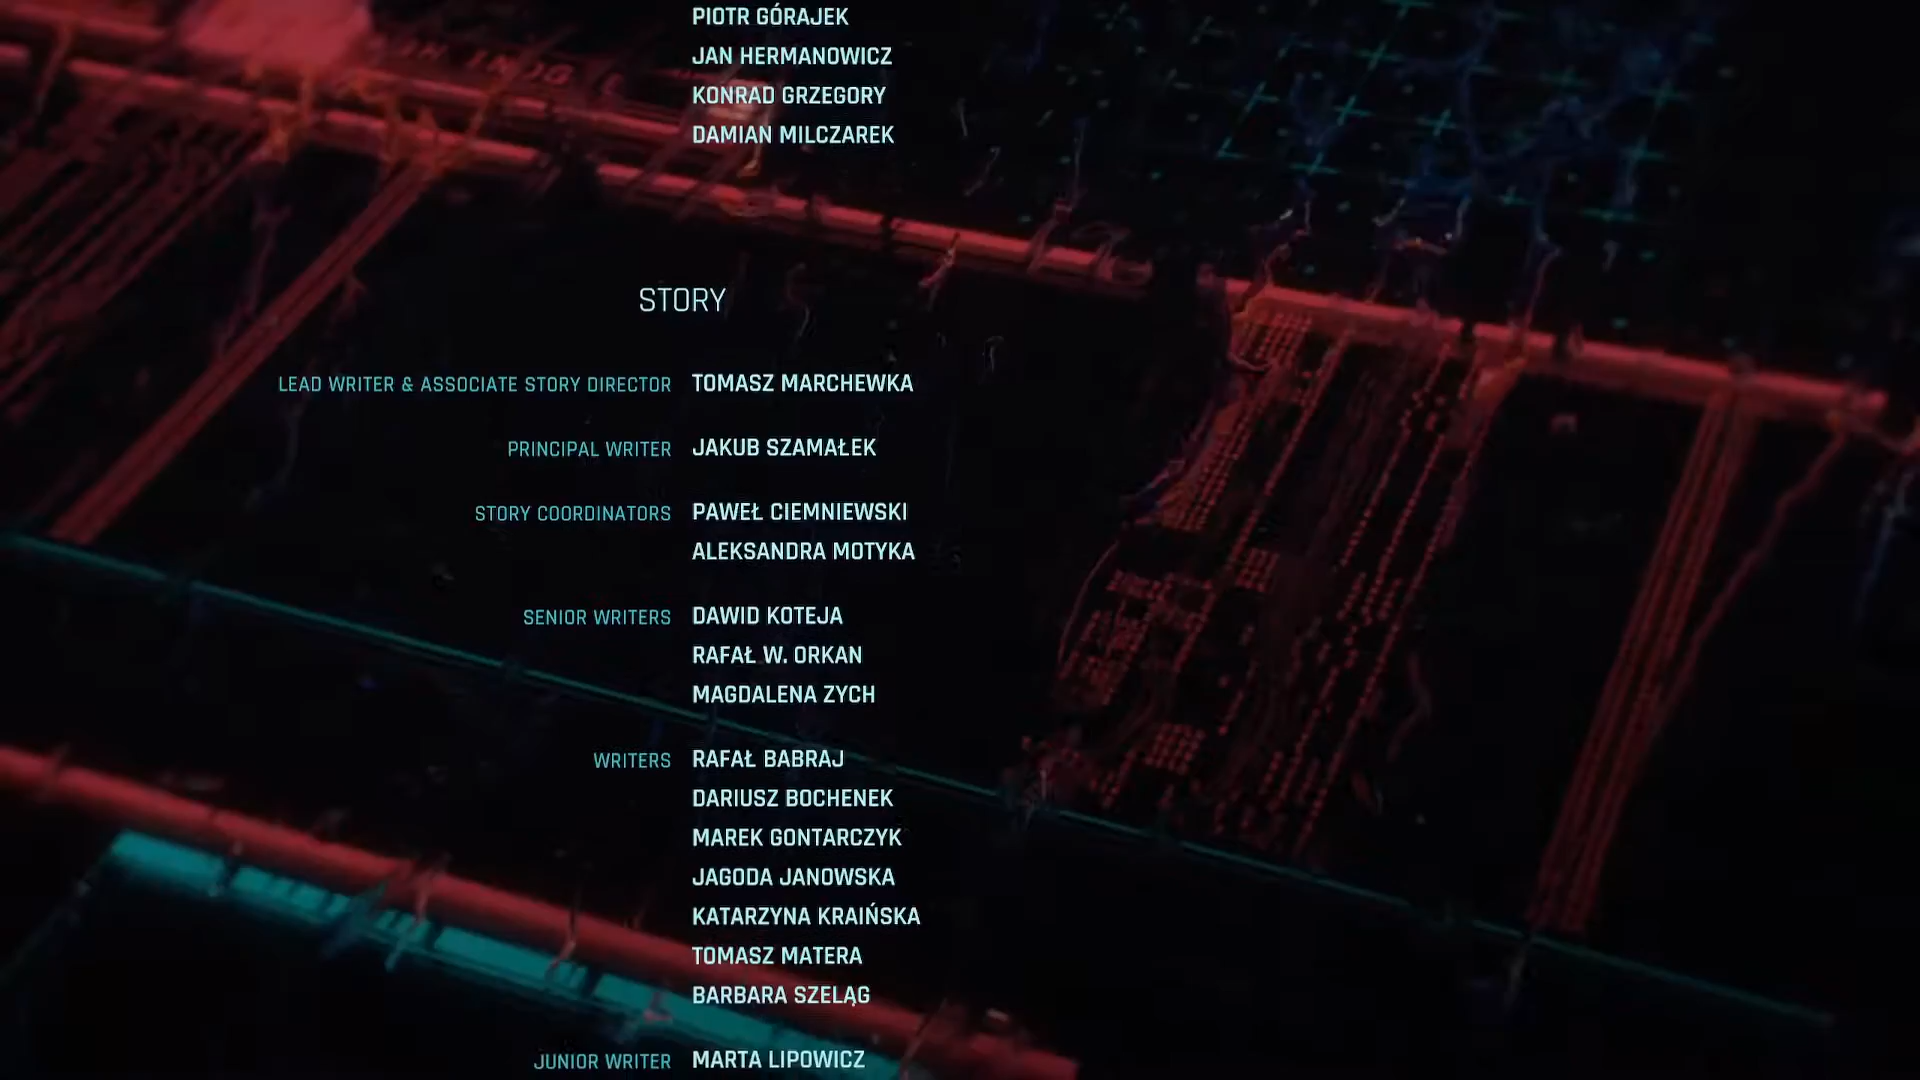 PIOTR GÓRAJEK
JAN HERMANOWICZ
KONRAD GRZEGORY
DAMIAN MILCZAREK
STORY
LEAD WRITER & ASSOCIATE STORY DIRECTOR TOMASZ MARCHEWKA
PRINCIPAL WRITER JAKUB SZAMAŁEK
STORY COORDINATORS PAWEŁ CIEMNIEWSKI
ALEKSANDRA MOTYKA
SENIOR WRITERS DAWID KOTEJA
RAFAŁ W. ORKAN
MAGDALENA ZYCH
WRITERS RAFAŁ BABRAJ
DARIUSZ BOCHENEK
MAREK GONTARCZYK
JAGODA JANOWSKA
KATARZYNA KRAIŃSKA
TOMASZ MATERA
BARBARA SZELĄG
JUNIOR WRITER MARTA LIPOWICZ